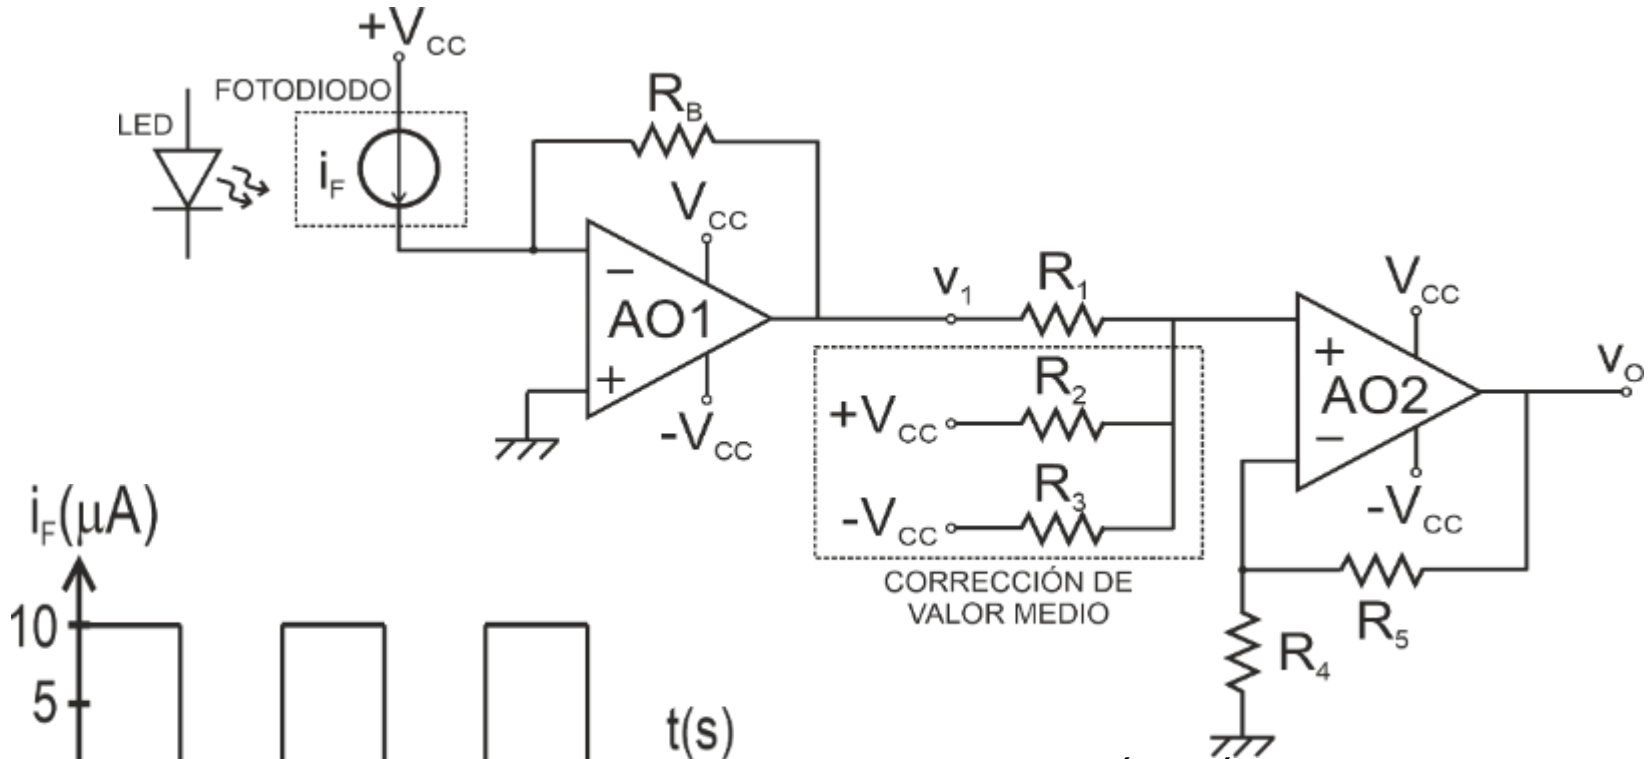 +VCC
FOTODIODO
LED
iF
RB
VCC
−
AO1
+
-VCC
v1
R1
R2
+VCC
R3
-VCC
CORRECCIÓN DE
VALOR MEDIO
VCC
+
AO2
−
-VCC
vO
R5
R4
iF(μA)
10
5
t(s)